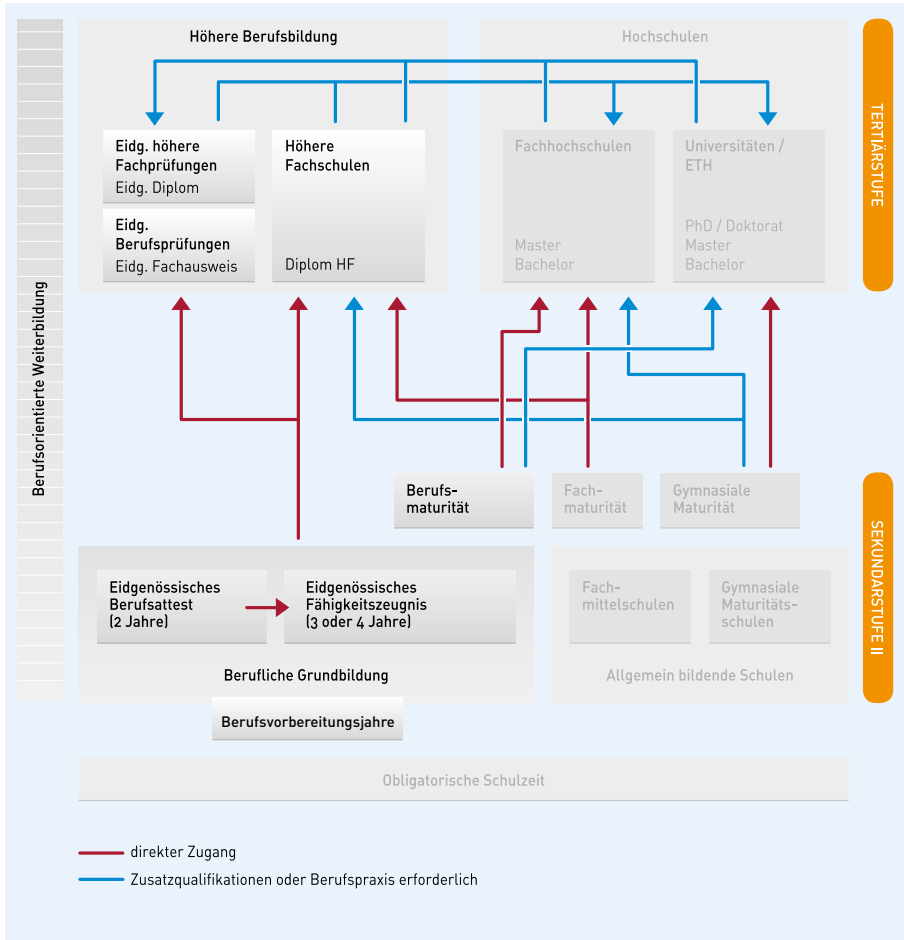 Höhere Berufsbildung
Hochschulen
Eidg. höhere
Fachprüfungen
Eidg. Diplom
Eidg.
Berufsprüfungen
Eidg. Fachausweis
Höhere
Fachschulen
Diplom HF
Fachhochschulen
Master
Bachelor
Universitäten /
ETH
PhD / Doktorat
Master
Bachelor
TERTIÄRSTUFE
Berufsorientierte Weiterbildung
Berufs-
maturität
Fach-
maturität
Gymnasiale
Maturität
SEKUNDARSTUFE II
Eidgenössisches
Berufsattest
(2 Jahre)
Eidgenössisches
Fähigkeitszeugnis
(3 oder 4 Jahre)
Fach-
mittelschulen
Gymnasiale
Maturitäts-
schulen
Berufliche Grundbildung
Allgemein bildende Schulen
Berufsvorbereitungsjahre
Obligatorische Schulzeit
direkter Zugang
Zusatzqualifikationen oder Berufspraxis erforderlich